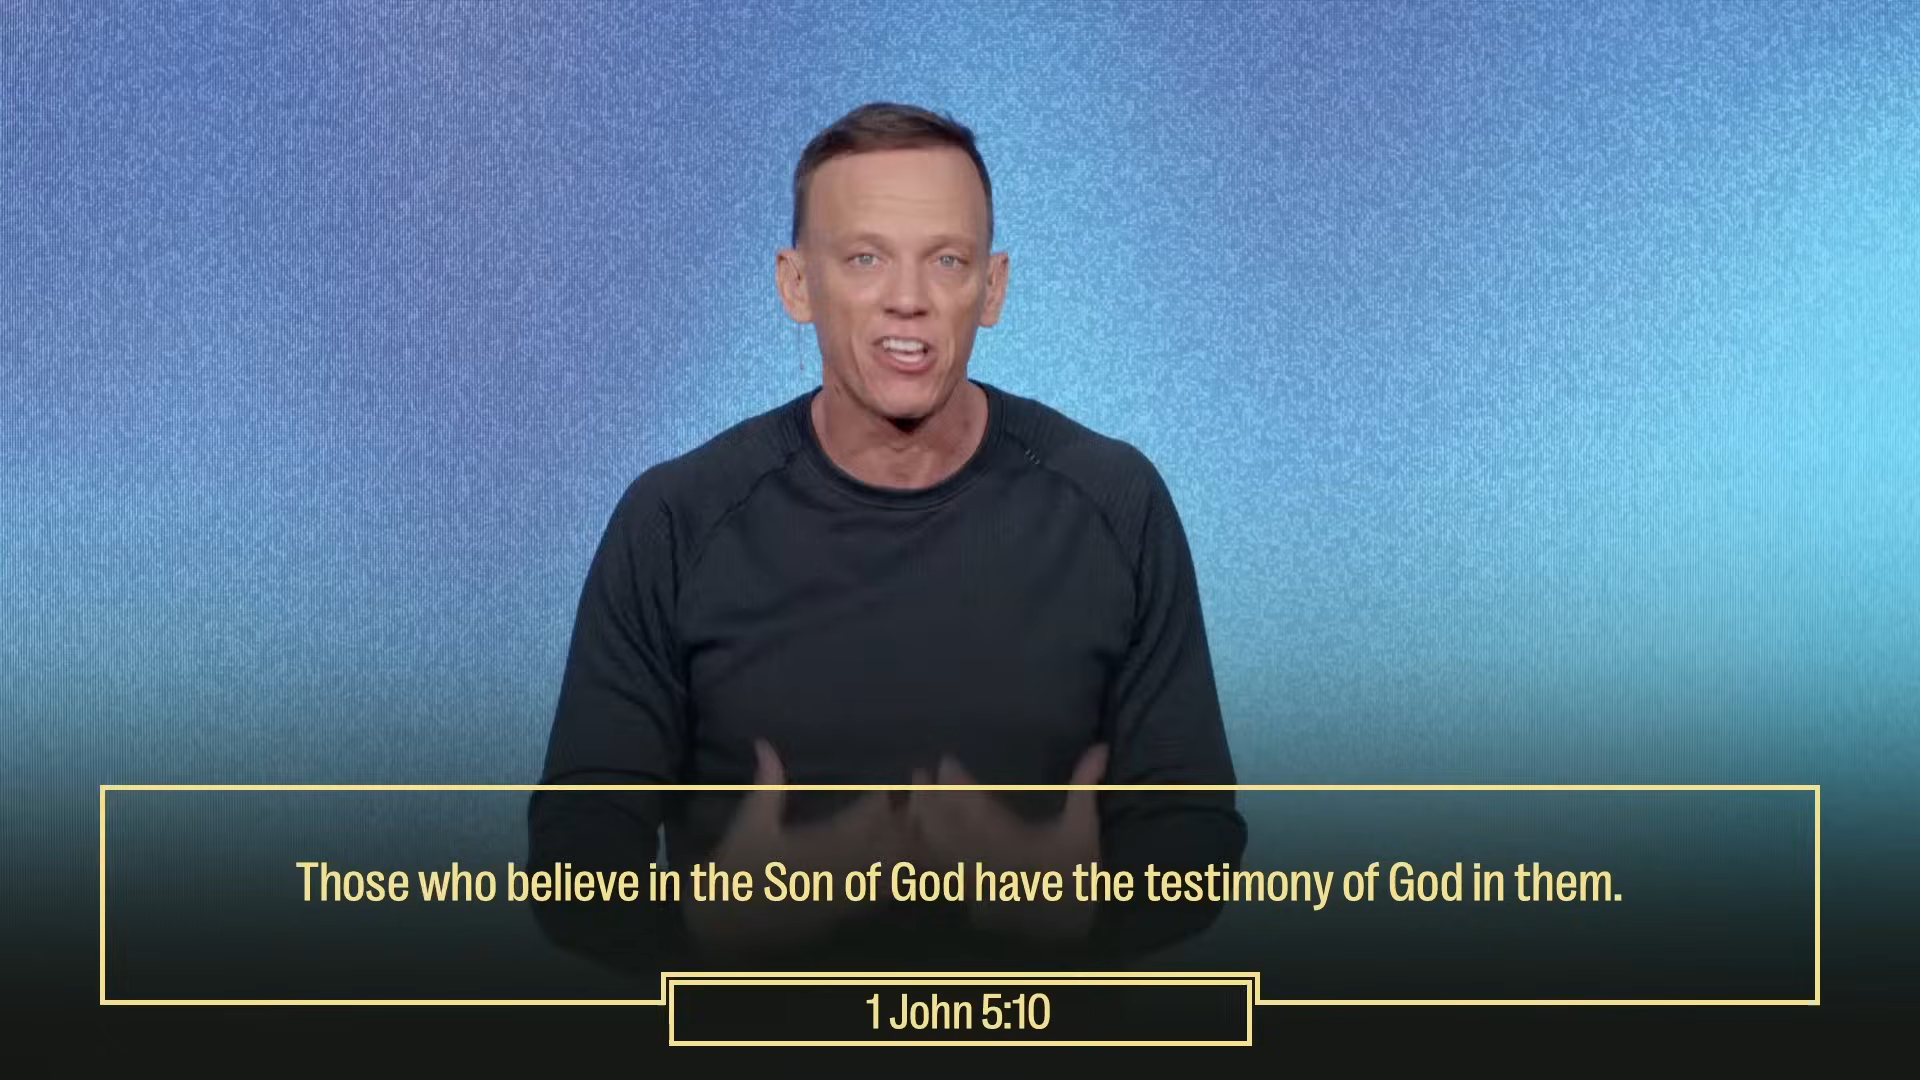 Those who believe in the Son of God have the testimony of God in them.
1 John 5:10